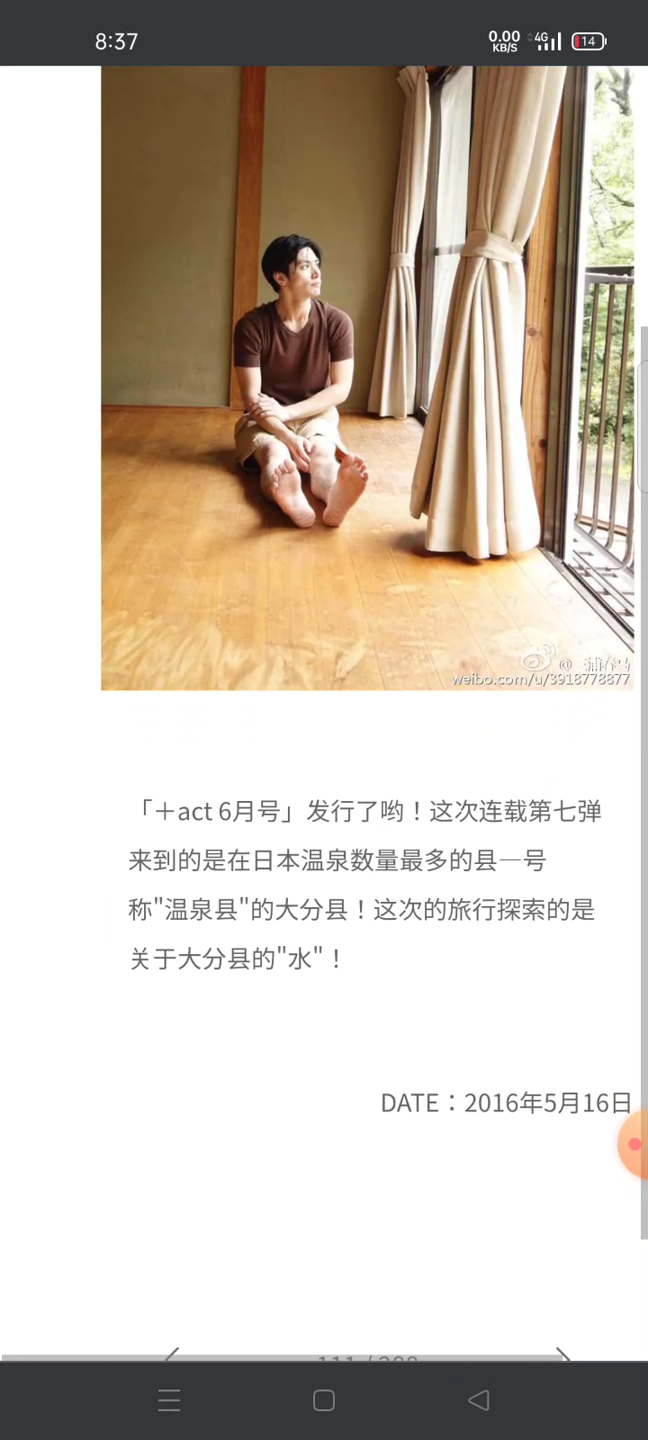 8:37
0.00
KB/S
4G
14
weibo.com/u/3918778877
「＋act 6月号」发行了哟！这次连载第七弹
来到的是在日本温泉数量最多的县—号
称"温泉县"的大分县！这次的旅行探索的是
关于大分县的"水"！
DATE：2016年5月16日